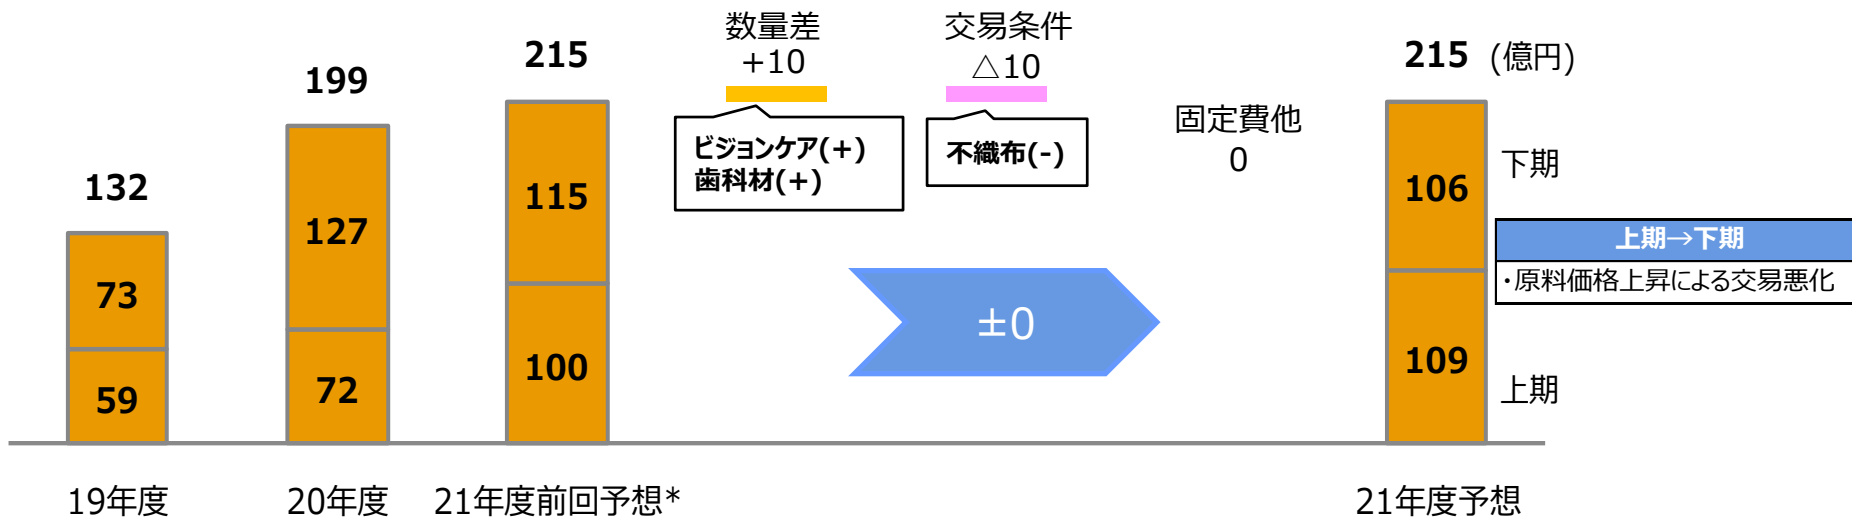 132
73
59
19年度
199
127
72
20年度
215
115
100
21年度前回予想*
数量差
+10
ビジョンケア(+)
歯科材(+)
交易条件
△10
不織布(-)
±0
固定費他
0
215 (億円)
106
109
21年度予想
下期
上期→下期
・原料価格上昇による交易悪化
上期